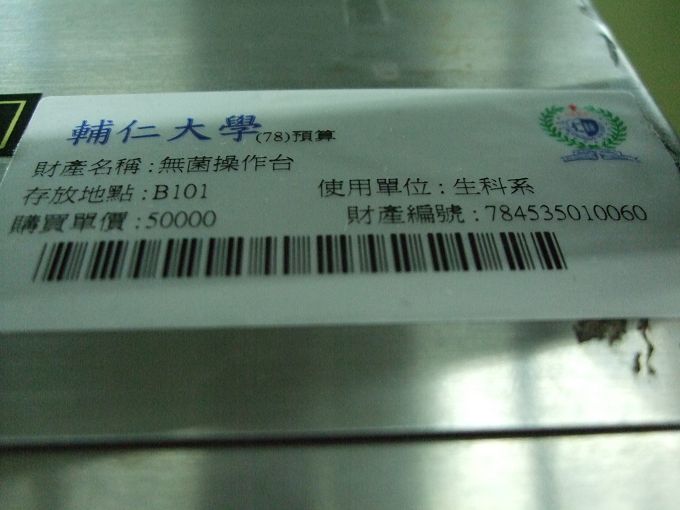 輔仁大學(78)預算
財產名稱:無菌操作台
存放地點:B101 使用單位:生科系
購買單價:50000 財產編號:784535010060